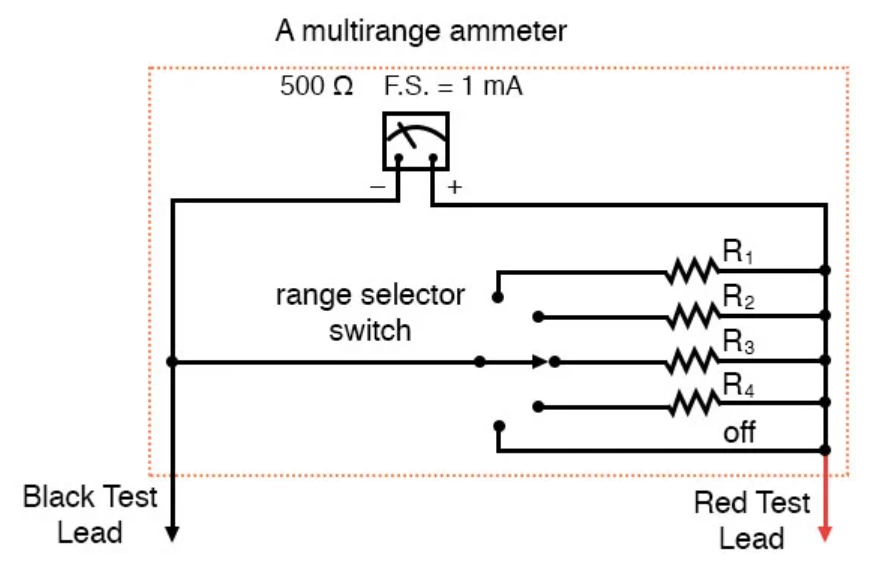 A multirange ammeter
500 Ω F.S. = 1 mA
– +
R₁
range selector
switch
R₂
R₃
R₄
off
Black Test
Lead
Red Test
Lead